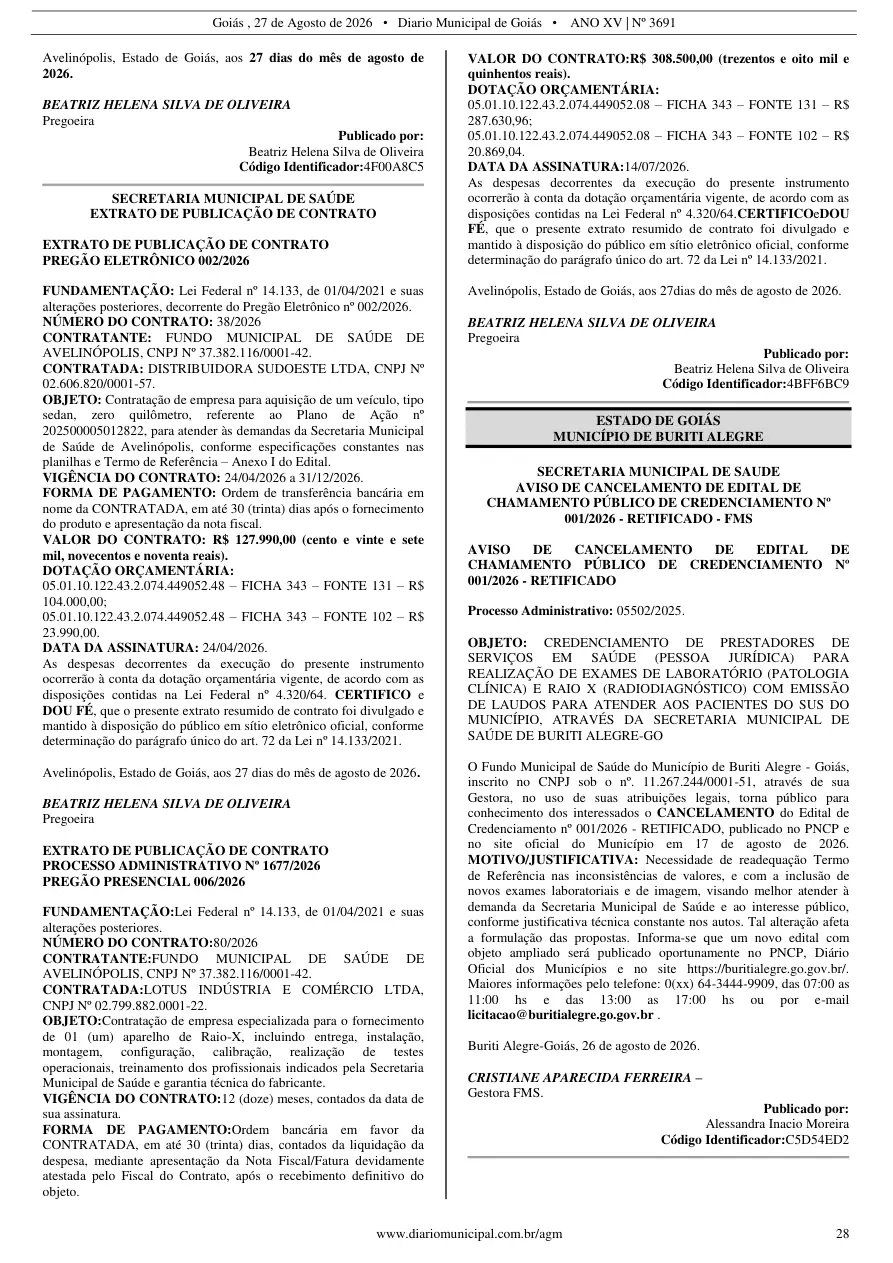 Goiás , 27 de Agosto de 2026 • Diario Municipal de Goiás • ANO XV | Nº 3691
Avelinópolis, Estado de Goiás, aos 27 dias do mês de agosto de
2026.
BEATRIZ HELENA SILVA DE OLIVEIRA
Pregoeira
Publicado por:
Beatriz Helena Silva de Oliveira
Código Identificador:4F00A8C5
SECRETARIA MUNICIPAL DE SAÚDE
EXTRATO DE PUBLICAÇÃO DE CONTRATO
EXTRATO DE PUBLICAÇÃO DE CONTRATO
PREGÃO ELETRÔNICO 002/2026
FUNDAMENTAÇÃO: Lei Federal nº 14.133, de 01/04/2021 e suas
alterações posteriores, decorrente do Pregão Eletrônico nº 002/2026.
NÚMERO DO CONTRATO: 38/2026
CONTRATANTE: FUNDO MUNICIPAL DE SAÚDE DE
AVELINÓPOLIS, CNPJ Nº 37.382.116/0001-42.
CONTRATADA: DISTRIBUIDORA SUDOESTE LTDA, CNPJ Nº
02.606.820/0001-57.
OBJETO: Contratação de empresa para aquisição de um veículo, tipo
sedan, zero quilômetro, referente ao Plano de Ação nº
202500005012822, para atender às demandas da Secretaria Municipal
de Saúde de Avelinópolis, conforme especificações constantes nas
planilhas e Termo de Referência – Anexo I do Edital.
VIGÊNCIA DO CONTRATO: 24/04/2026 a 31/12/2026.
FORMA DE PAGAMENTO: Ordem de transferência bancária em
nome da CONTRATADA, em até 30 (trinta) dias após o fornecimento
do produto e apresentação da nota fiscal.
VALOR DO CONTRATO: R$ 127.990,00 (cento e vinte e sete
mil, novecentos e noventa reais).
DOTAÇÃO ORÇAMENTÁRIA:
05.01.10.122.43.2.074.449052.48 – FICHA 343 – FONTE 131 – R$
104.000,00;
05.01.10.122.43.2.074.449052.48 – FICHA 343 – FONTE 102 – R$
23.990,00.
DATA DA ASSINATURA: 24/04/2026.
As despesas decorrentes da execução do presente instrumento
ocorrerão à conta da dotação orçamentária vigente, de acordo com as
disposições contidas na Lei Federal nº 4.320/64. CERTIFICO e
DOU FÉ, que o presente extrato resumido de contrato foi divulgado e
mantido à disposição do público em sítio eletrônico oficial, conforme
determinação do parágrafo único do art. 72 da Lei nº 14.133/2021.
Avelinópolis, Estado de Goiás, aos 27 dias do mês de agosto de 2026.
BEATRIZ HELENA SILVA DE OLIVEIRA
Pregoeira
EXTRATO DE PUBLICAÇÃO DE CONTRATO
PROCESSO ADMINISTRATIVO Nº 1677/2026
PREGÃO PRESENCIAL 006/2026
FUNDAMENTAÇÃO:Lei Federal nº 14.133, de 01/04/2021 e suas
alterações posteriores.
NÚMERO DO CONTRATO:80/2026
CONTRATANTE:FUNDO MUNICIPAL DE SAÚDE DE
AVELINÓPOLIS, CNPJ Nº 37.382.116/0001-42.
CONTRATADA:LOTUS INDÚSTRIA E COMÉRCIO LTDA,
CNPJ Nº 02.799.882.0001-22.
OBJETO:Contratação de empresa especializada para o fornecimento
de 01 (um) aparelho de Raio-X, incluindo entrega, instalação,
montagem, configuração, calibração, realização de testes
operacionais, treinamento dos profissionais indicados pela Secretaria
Municipal de Saúde e garantia técnica do fabricante.
VIGÊNCIA DO CONTRATO:12 (doze) meses, contados da data de
sua assinatura.
FORMA DE PAGAMENTO:Ordem bancária em favor da
CONTRATADA, em até 30 (trinta) dias, contados da liquidação da
despesa, mediante apresentação da Nota Fiscal/Fatura devidamente
atestada pelo Fiscal do Contrato, após o recebimento definitivo do
objeto.
VALOR DO CONTRATO:R$ 308.500,00 (trezentos e oito mil e
quinhentos reais).
DOTAÇÃO ORÇAMENTÁRIA:
05.01.10.122.43.2.074.449052.08 – FICHA 343 – FONTE 131 – R$
287.630,96;
05.01.10.122.43.2.074.449052.08 – FICHA 343 – FONTE 102 – R$
20.869,04.
DATA DA ASSINATURA:14/07/2026.
As despesas decorrentes da execução do presente instrumento
ocorrerão à conta da dotação orçamentária vigente, de acordo com as
disposições contidas na Lei Federal nº 4.320/64.CERTIFICOeDOU
FÉ, que o presente extrato resumido de contrato foi divulgado e
mantido à disposição do público em sítio eletrônico oficial, conforme
determinação do parágrafo único do art. 72 da Lei nº 14.133/2021.
Avelinópolis, Estado de Goiás, aos 27dias do mês de agosto de 2026.
BEATRIZ HELENA SILVA DE OLIVEIRA
Pregoeira
Publicado por:
Beatriz Helena Silva de Oliveira
Código Identificador:4BFF6BC9
ESTADO DE GOIÁS
MUNICÍPIO DE BURITI ALEGRE
SECRETARIA MUNICIPAL DE SAUDE
AVISO DE CANCELAMENTO DE EDITAL DE
CHAMAMENTO PÚBLICO DE CREDENCIAMENTO Nº
001/2026 - RETIFICADO - FMS
AVISO DE CANCELAMENTO DE EDITAL DE
CHAMAMENTO PÚBLICO DE CREDENCIAMENTO Nº
001/2026 - RETIFICADO
Processo Administrativo: 05502/2025.
OBJETO: CREDENCIAMENTO DE PRESTADORES DE
SERVIÇOS EM SAÚDE (PESSOA JURÍDICA) PARA
REALIZAÇÃO DE EXAMES DE LABORATÓRIO (PATOLOGIA
CLÍNICA) E RAIO X (RADIODIAGNÓSTICO) COM EMISSÃO
DE LAUDOS PARA ATENDER AOS PACIENTES DO SUS DO
MUNICÍPIO, ATRAVÉS DA SECRETARIA MUNICIPAL DE
SAÚDE DE BURITI ALEGRE-GO
O Fundo Municipal de Saúde do Município de Buriti Alegre - Goiás,
inscrito no CNPJ sob o nº. 11.267.244/0001-51, através de sua
Gestora, no uso de suas atribuições legais, torna público para
conhecimento dos interessados o CANCELAMENTO do Edital de
Credenciamento nº 001/2026 - RETIFICADO, publicado no PNCP e
no site oficial do Município em 17 de agosto de 2026.
MOTIVO/JUSTIFICATIVA: Necessidade de readequação Termo
de Referência nas inconsistências de valores, e com a inclusão de
novos exames laboratoriais e de imagem, visando melhor atender à
demanda da Secretaria Municipal de Saúde e ao interesse público,
conforme justificativa técnica constante nos autos. Tal alteração afeta
a formulação das propostas. Informa-se que um novo edital com
objeto ampliado será publicado oportunamente no PNCP, Diário
Oficial dos Municípios e no site https://buritialegre.go.gov.br/.
Maiores informações pelo telefone: 0(xx) 64-3444-9909, das 07:00 as
11:00 hs e das 13:00 as 17:00 hs ou por e-mail
licitacao@buritialegre.go.gov.br .
Buriti Alegre-Goiás, 26 de agosto de 2026.
CRISTIANE APARECIDA FERREIRA –
Gestora FMS.
Publicado por:
Alessandra Inacio Moreira
Código Identificador:C5D54ED2
www.diariomunicipal.com.br/agm
28